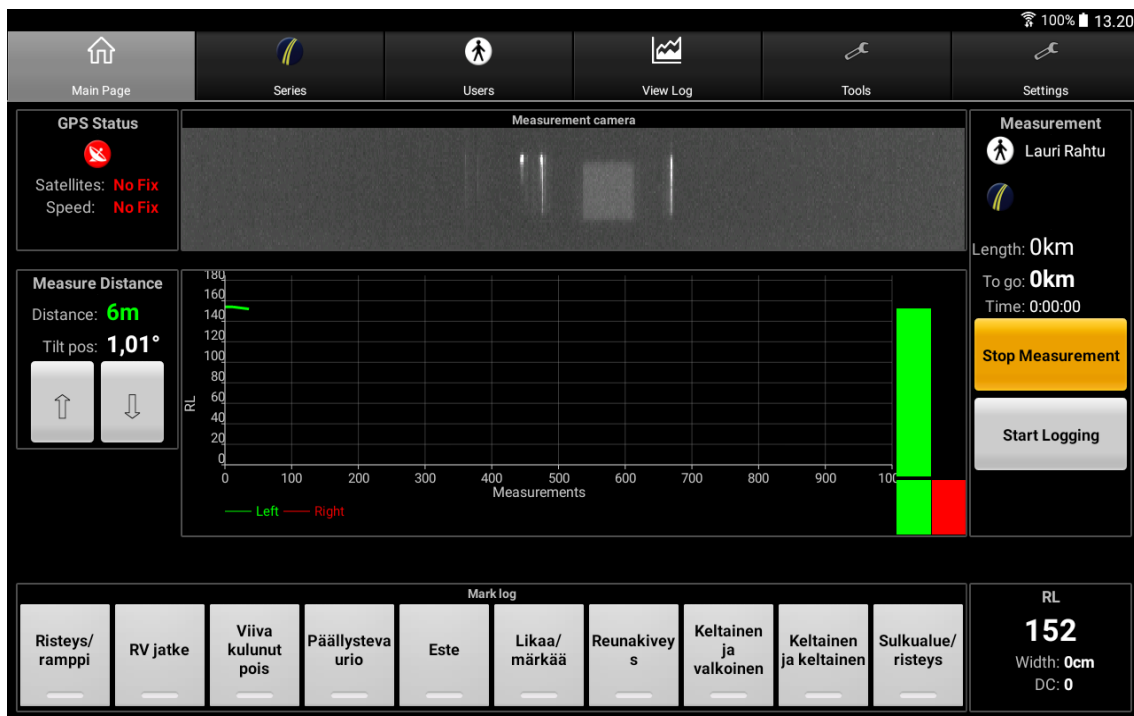 100% 13.20
Main Page
Series
Users
View Log
Tools
Settings
GPS Status
Satellites: No Fix
Speed: No Fix
Measurement camera
Measurement
Lauri Rahtu
Length: 0km
To go: 0km
Time: 0:00:00
Stop Measurement
Start Logging
Measure Distance
Distance: 6m
Tilt pos: 1,01°
180
160
140
120
100
80
60
40
20
0
RL
0 100 200 300 400 500 600 700 800 900 100
Measurements
Left Right
Mark log
Risteys/
ramppi
RV jatke
Viiva
kulunut
pois
Päällysteva
urio
Este
Likaa/
märkää
Reunakivey
s
Keltainen
ja
valkoinen
Keltainen
ja keltainen
Sulkualue/
risteys
RL
152
Width: 0cm
DC: 0